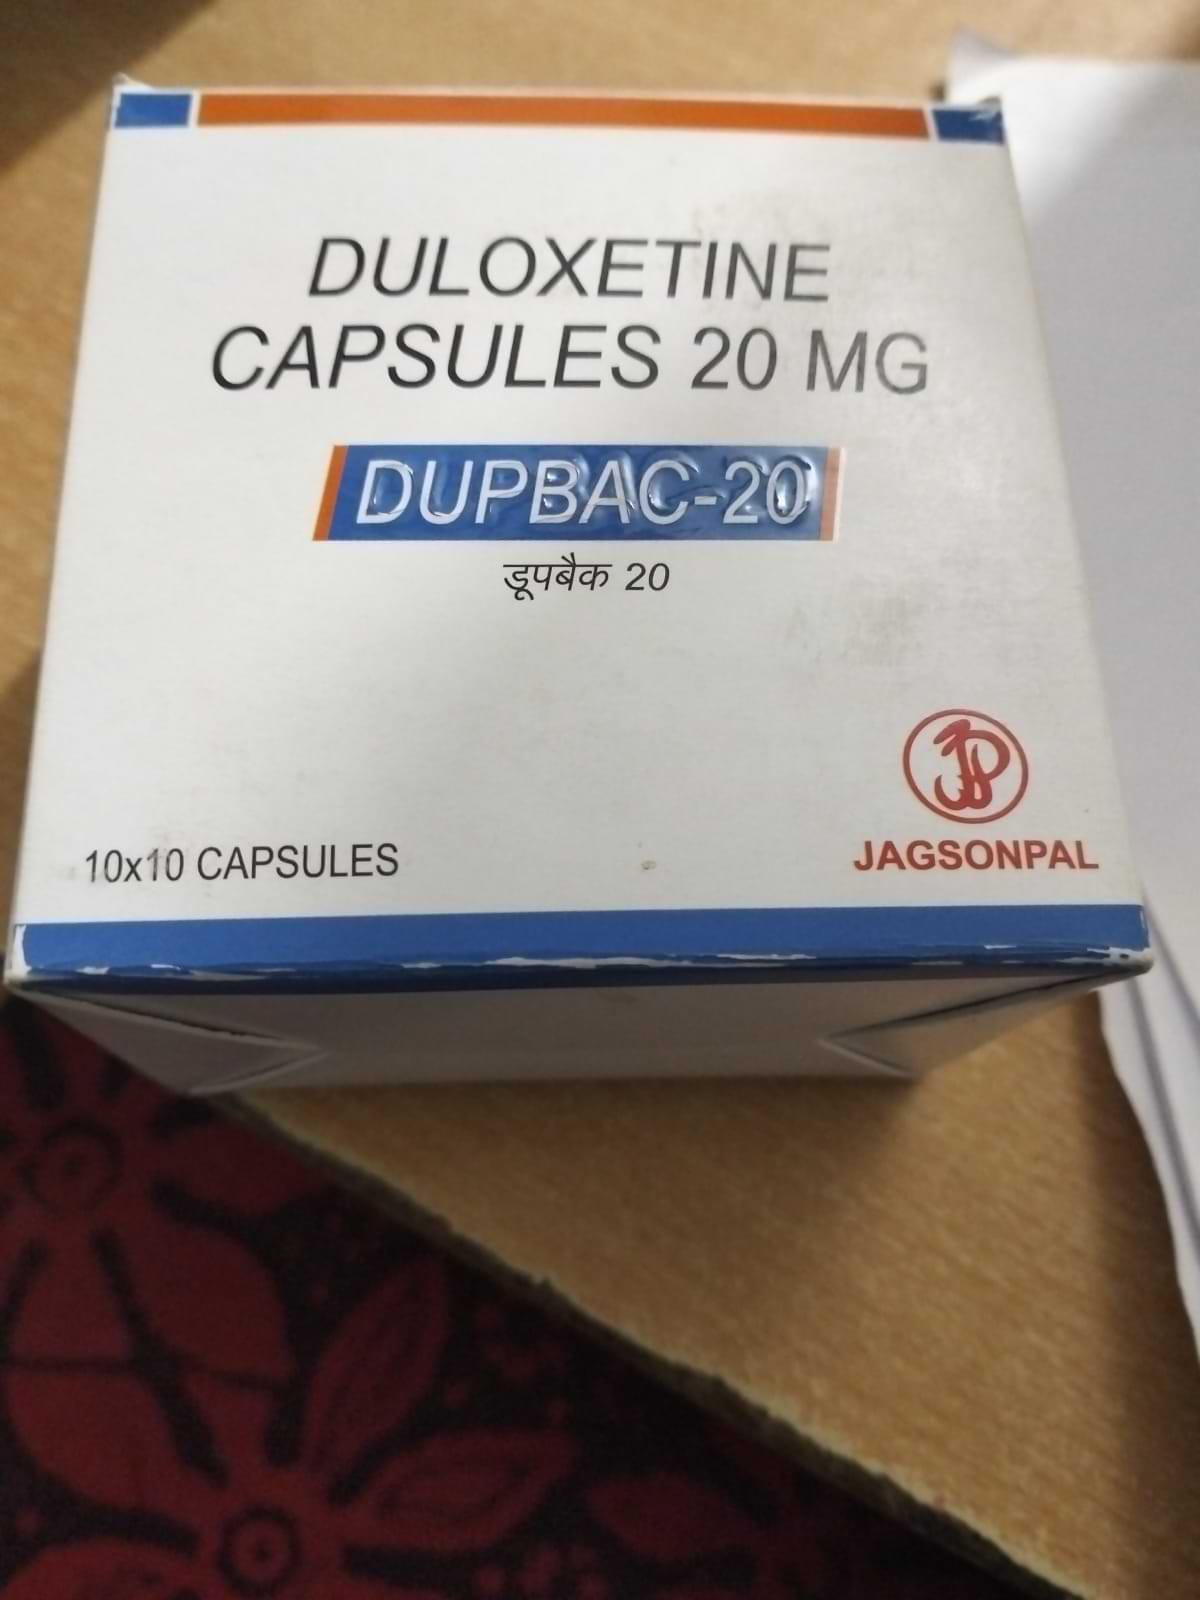 DULOXETINE
CAPSULES 20 MG
DUPBAC-20
डूपबैक 20
10x10 CAPSULES
JAGSONPAL